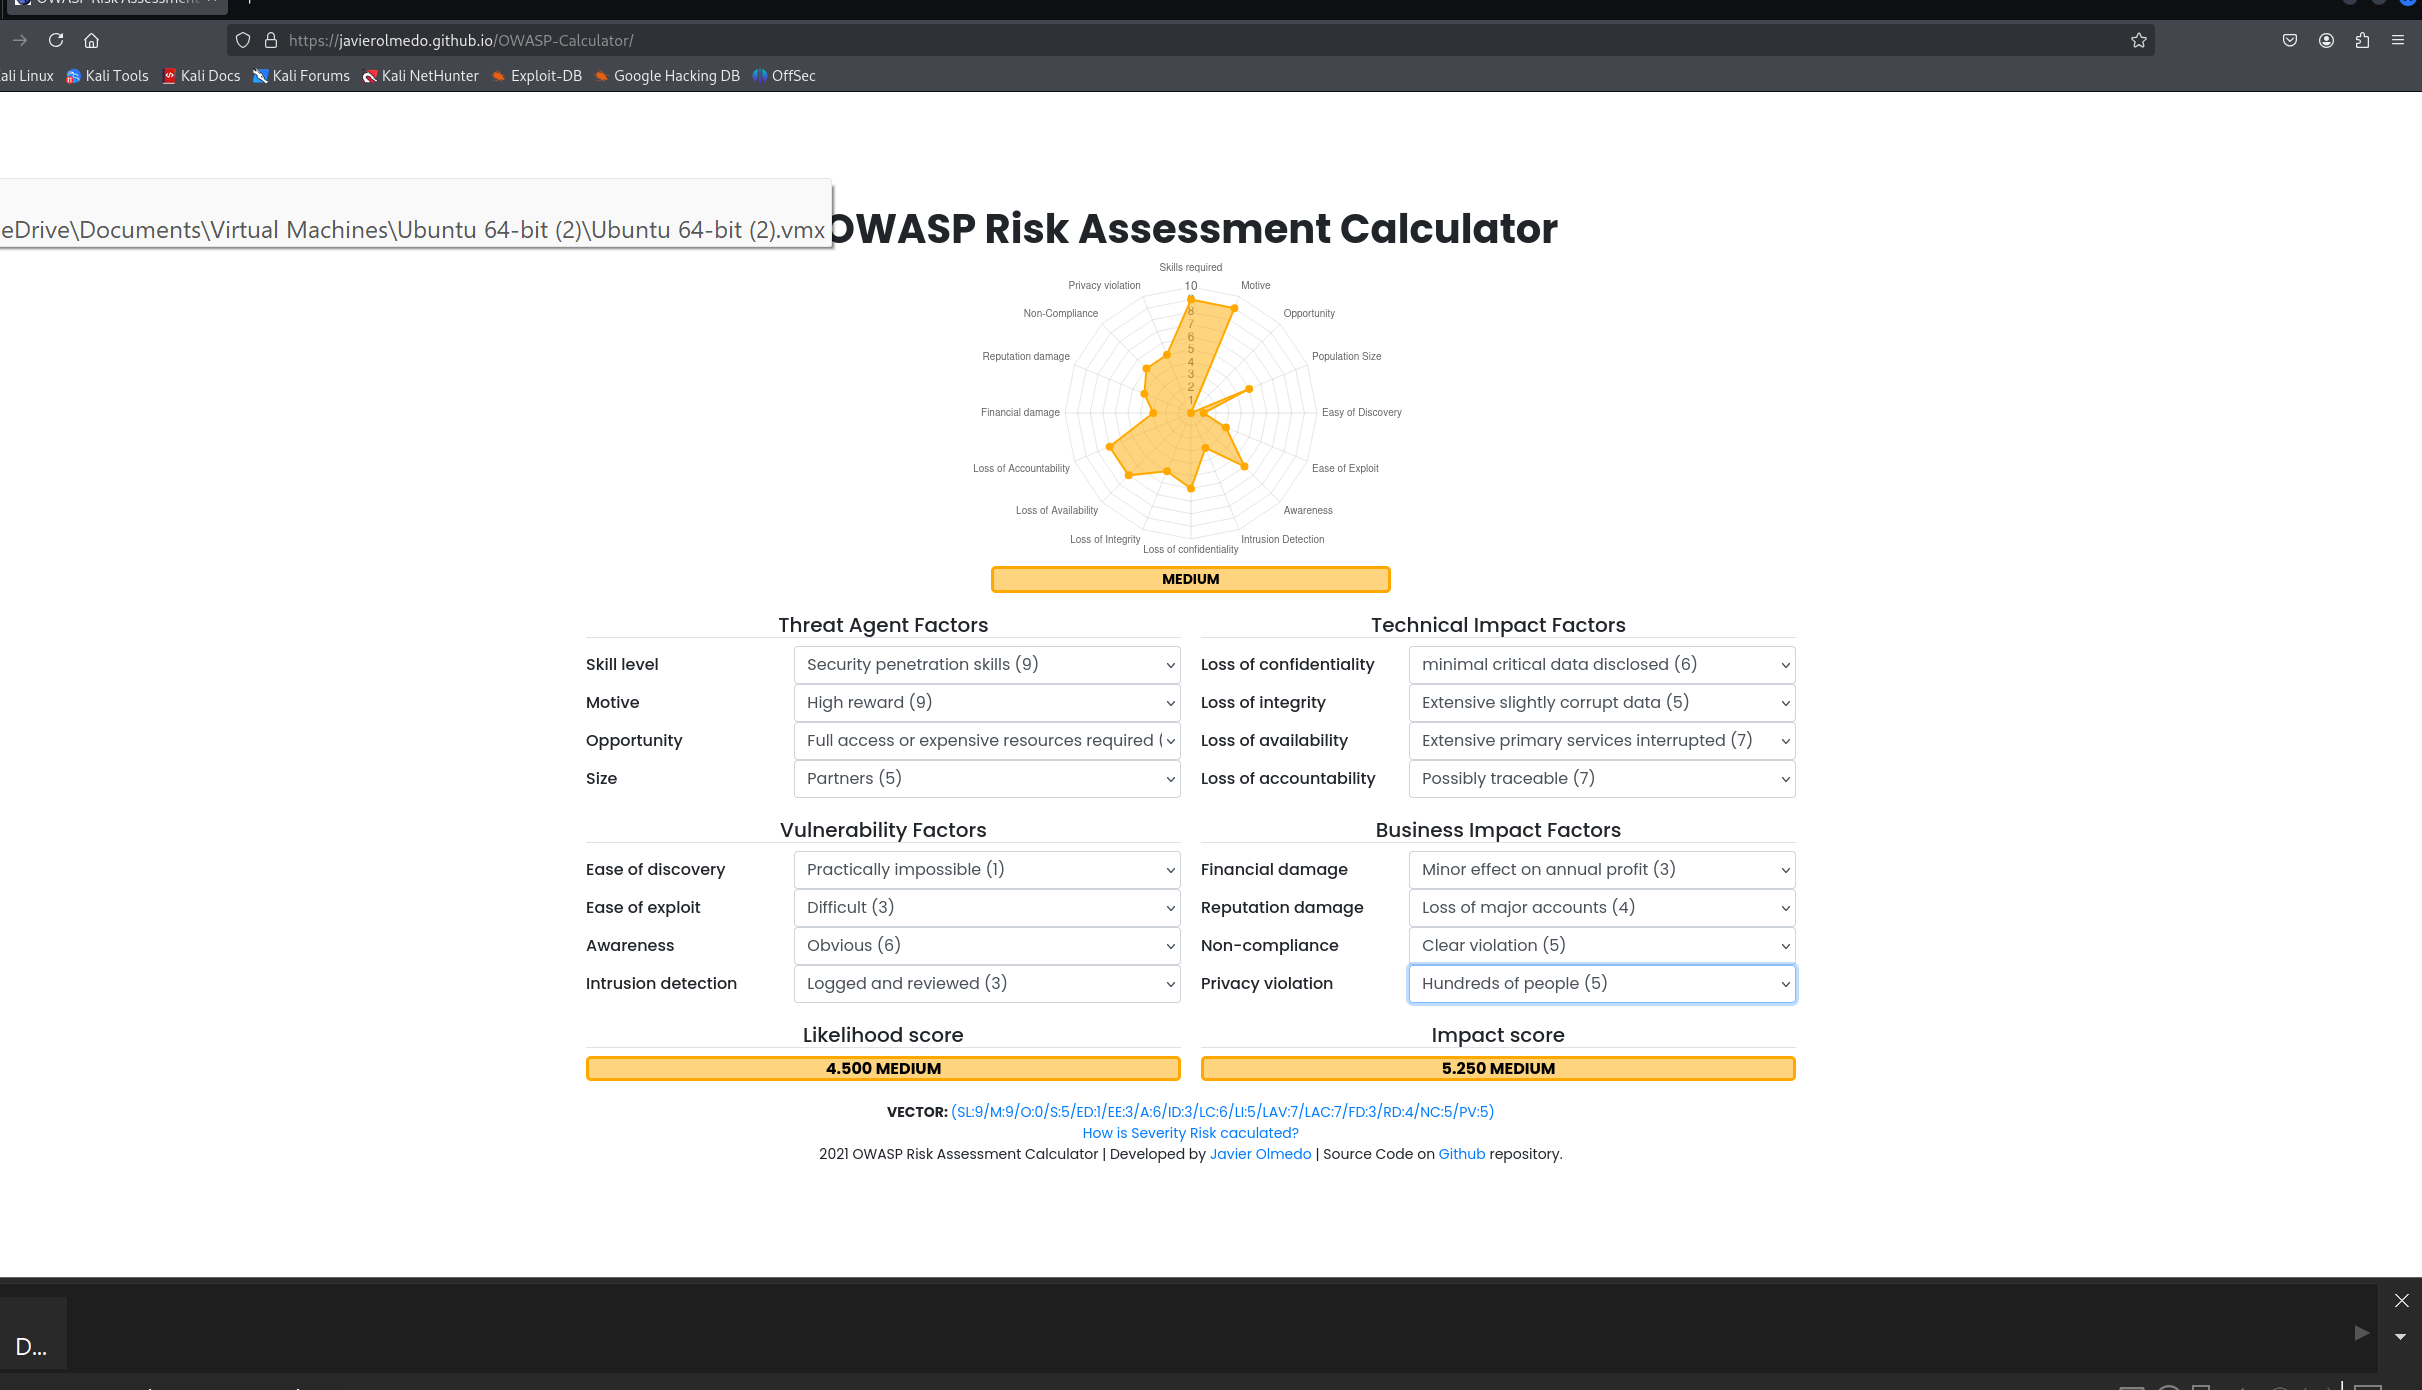 OWASP Risk Assessment
https://javierolmedo.github.io/OWASP-Calculator/
ali Linux Kali Tools Kali Docs Kali Forums Kali NetHunter Exploit-DB Google Hacking DB OffSec
eDrive\Documents\Virtual Machines\Ubuntu 64-bit (2)\Ubuntu 64-bit (2).vmx
OWASP Risk Assessment Calculator
Skills required
Privacy violation
10
Motive
Non-Compliance
8
Opportunity
7
6
Reputation damage
5
Population Size
4
3
2
1
Financial damage
Easy of Discovery
Loss of Accountability
Ease of Exploit
Loss of Availability
Awareness
Loss of Integrity
Loss of confidentiality
Intrusion Detection
MEDIUM
Threat Agent Factors
Skill level Security penetration skills (9)
Motive High reward (9)
Opportunity Full access or expensive resources required (
Size Partners (5)
Technical Impact Factors
Loss of confidentiality minimal critical data disclosed (6)
Loss of integrity Extensive slightly corrupt data (5)
Loss of availability Extensive primary services interrupted (7)
Loss of accountability Possibly traceable (7)
Vulnerability Factors
Ease of discovery Practically impossible (1)
Ease of exploit Difficult (3)
Awareness Obvious (6)
Intrusion detection Logged and reviewed (3)
Business Impact Factors
Financial damage Minor effect on annual profit (3)
Reputation damage Loss of major accounts (4)
Non-compliance Clear violation (5)
Privacy violation Hundreds of people (5)
Likelihood score
4.500 MEDIUM
Impact score
5.250 MEDIUM
VECTOR: (SL:9/M:9/O:0/S:5/ED:1/EE:3/A:6/ID:3/LC:6/LI:5/LAV:7/LAC:7/FD:3/RD:4/NC:5/PV:5)
How is Severity Risk caculated?
2021 OWASP Risk Assessment Calculator | Developed by Javier Olmedo | Source Code on Github repository.
D...